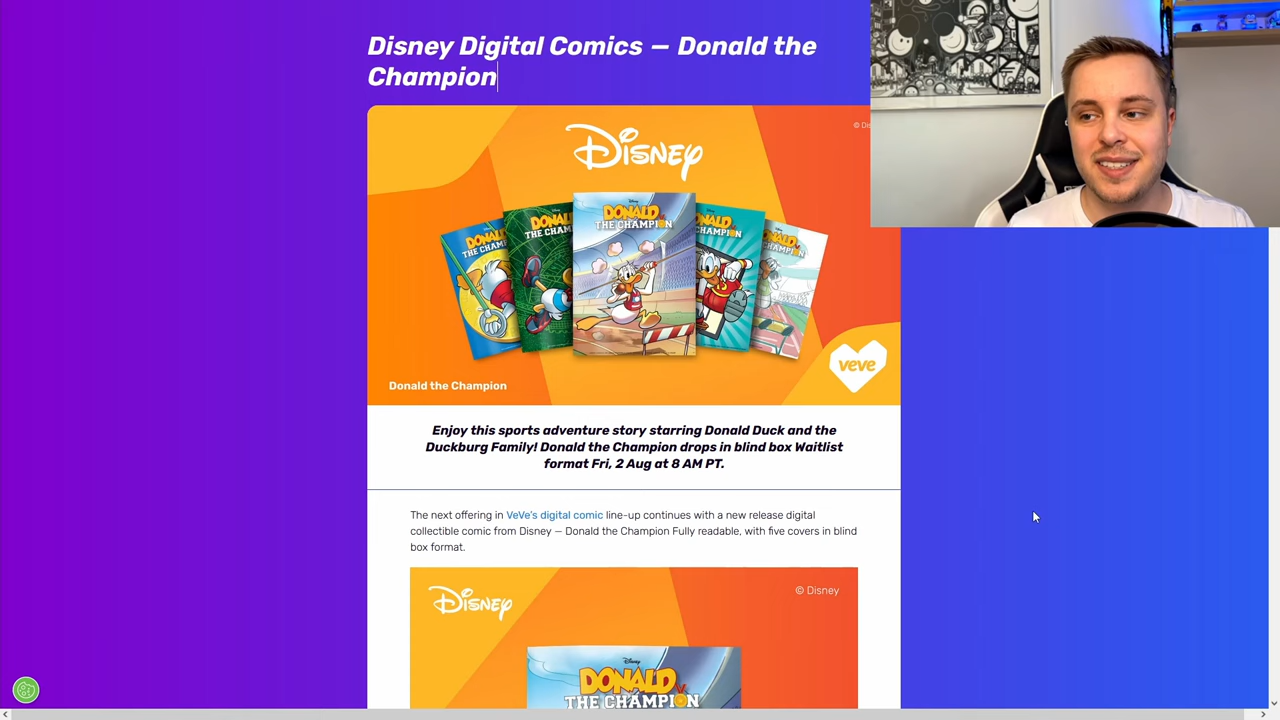 Disney Digital Comics — Donald the
Champion
Disney
Disney
DONALD
THE CHAMPION
Donald the Champion
veve
Enjoy this sports adventure story starring Donald Duck and the
Duckburg Family! Donald the Champion drops in blind box Waitlist
format Fri, 2 Aug at 8 AM PT.
The next offering in VeVe's digital comic line-up continues with a new release digital
collectible comic from Disney — Donald the Champion Fully readable, with five covers in blind
box format.
Disney
© Disney
Disney
DONALD
THE CHAMPION